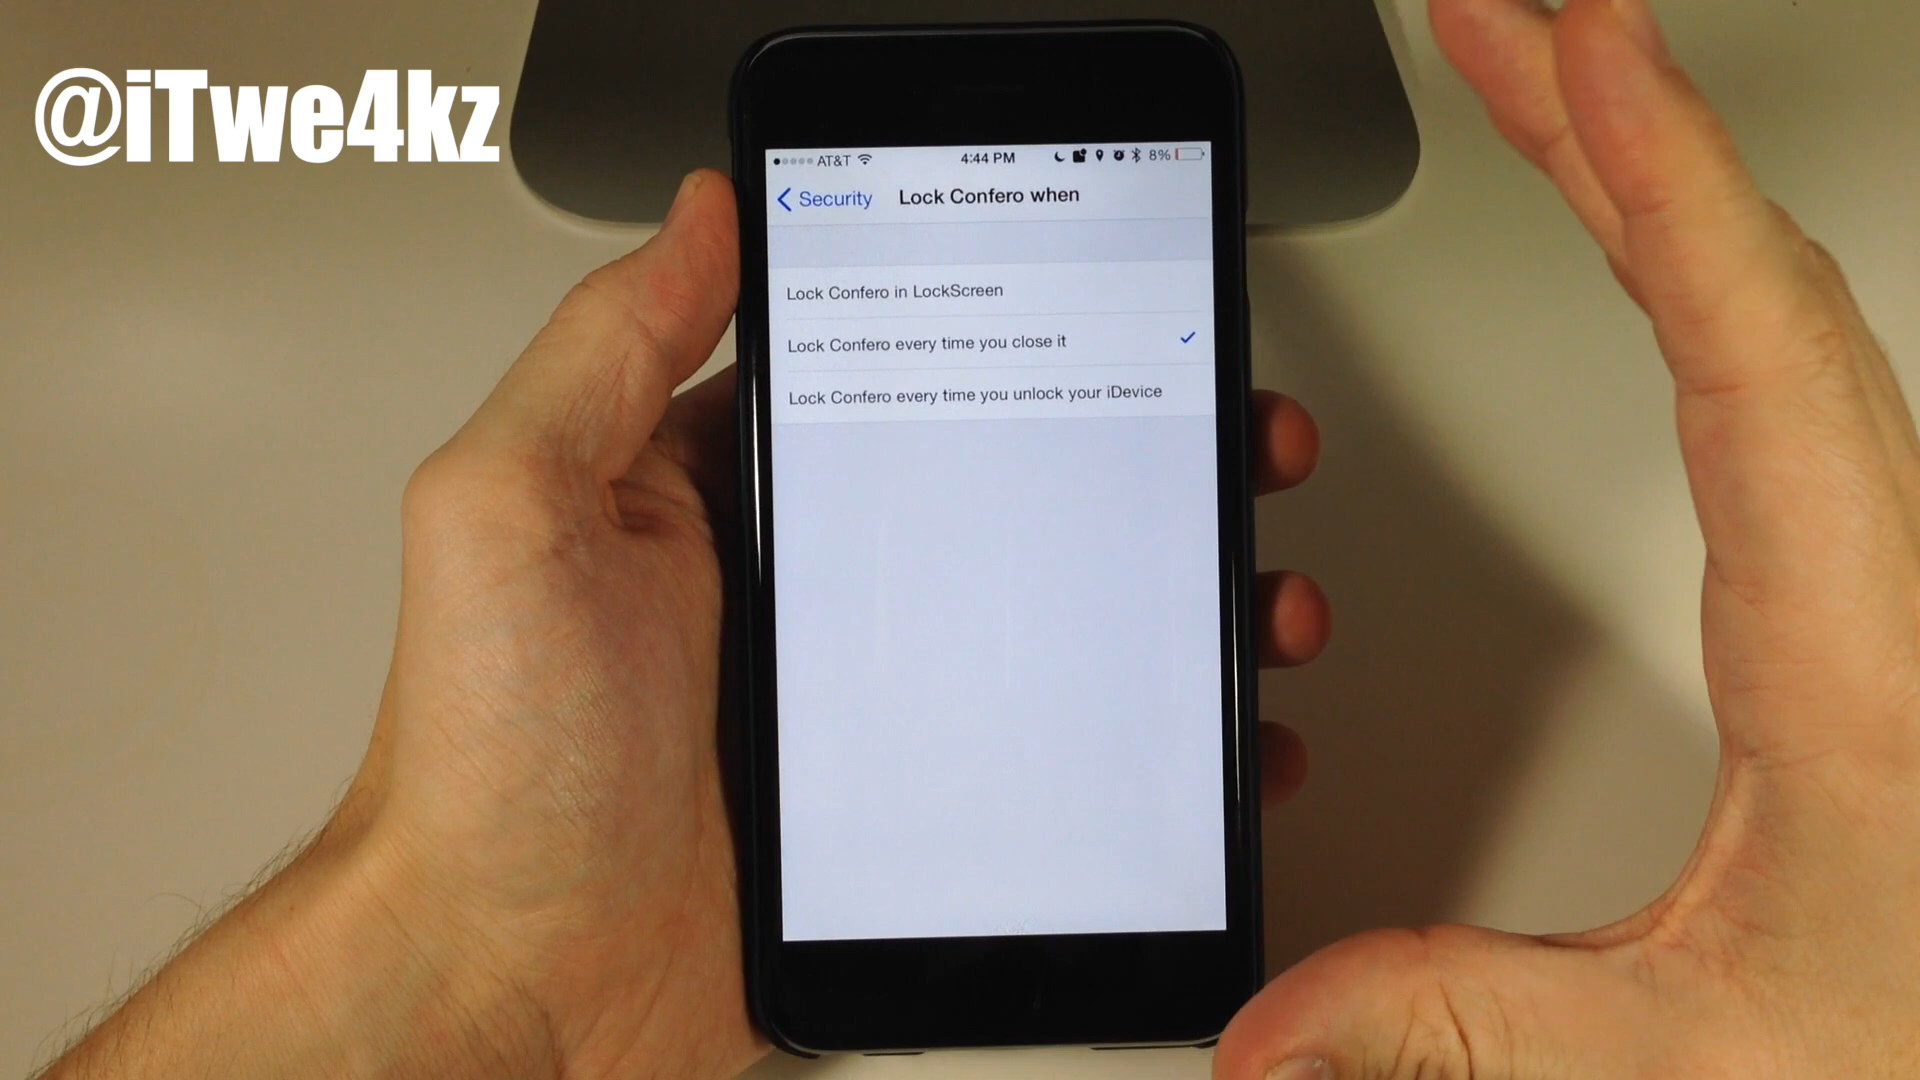 @iTwe4kz
AT&T 4:44 PM 8%
Security Lock Confero when
Lock Confero in LockScreen
Lock Confero every time you close it
Lock Confero every time you unlock your iDevice